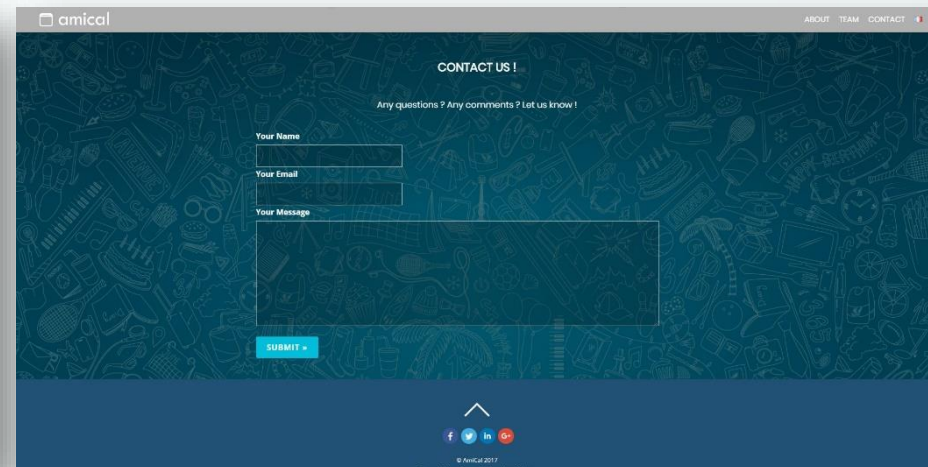 amical
ABOUT TEAM CONTACT
CONTACT US !
Any questions ? Any comments ? Let us know !
Your Name
Your Email
Your Message
SUBMIT »
f in G+
© AmiCal 2017